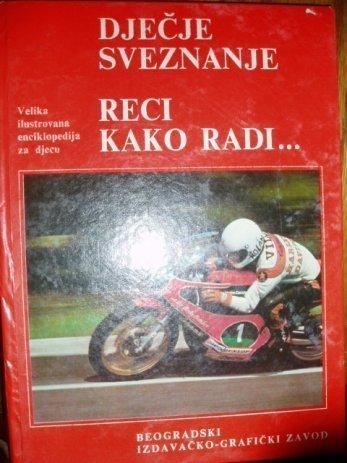 DJEČJE
SVEZNANJE
Velika
ilustrovana
enciklopedija
za djecu
RECI
KAKO RADI...
1
BEOGRADSKI
IZDAVAČKO-GRAFIČKI ZAVOD